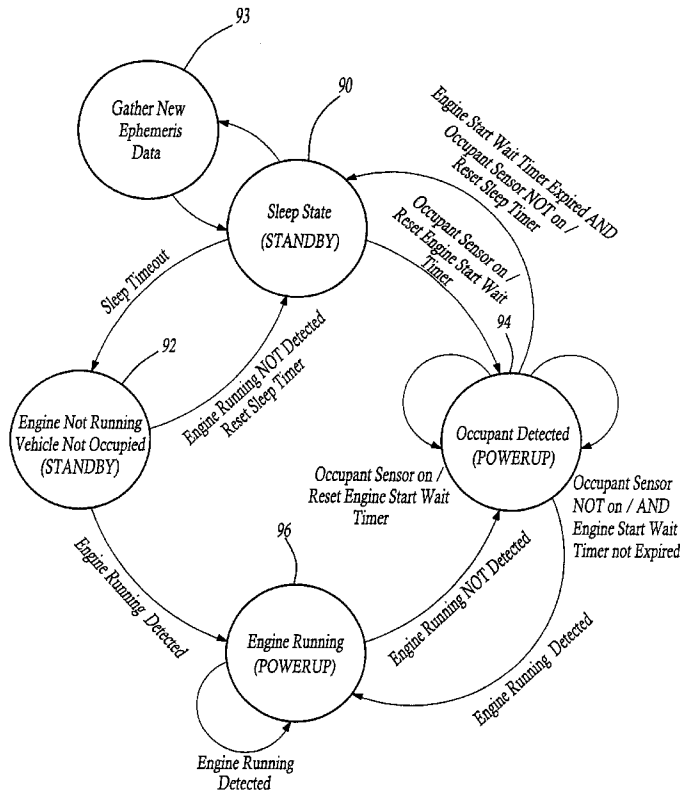 93
Gather New
Ephemeris
Data
90
Sleep State
(STANDBY)
Engine Start Wait Timer Expired AND
Occupant Sensor NOT on /
Reset Sleep Timer
Occupant Sensor on /
Reset Engine Start Wait
Timer
Sleep Timeout
92
Engine Running NOT Detected
Reset Sleep Timer
94
Engine Not Running
Vehicle Not Occupied
(STANDBY)
Occupant Detected
(POWERUP)
Occupant Sensor on /
Reset Engine Start Wait
Timer
Occupant Sensor
NOT on / AND
Engine Start Wait
Timer not Expired
Engine Running Detected
96
Engine Running NOT Detected
Engine Running
(POWERUP)
Engine Running Detected
Engine Running
Detected